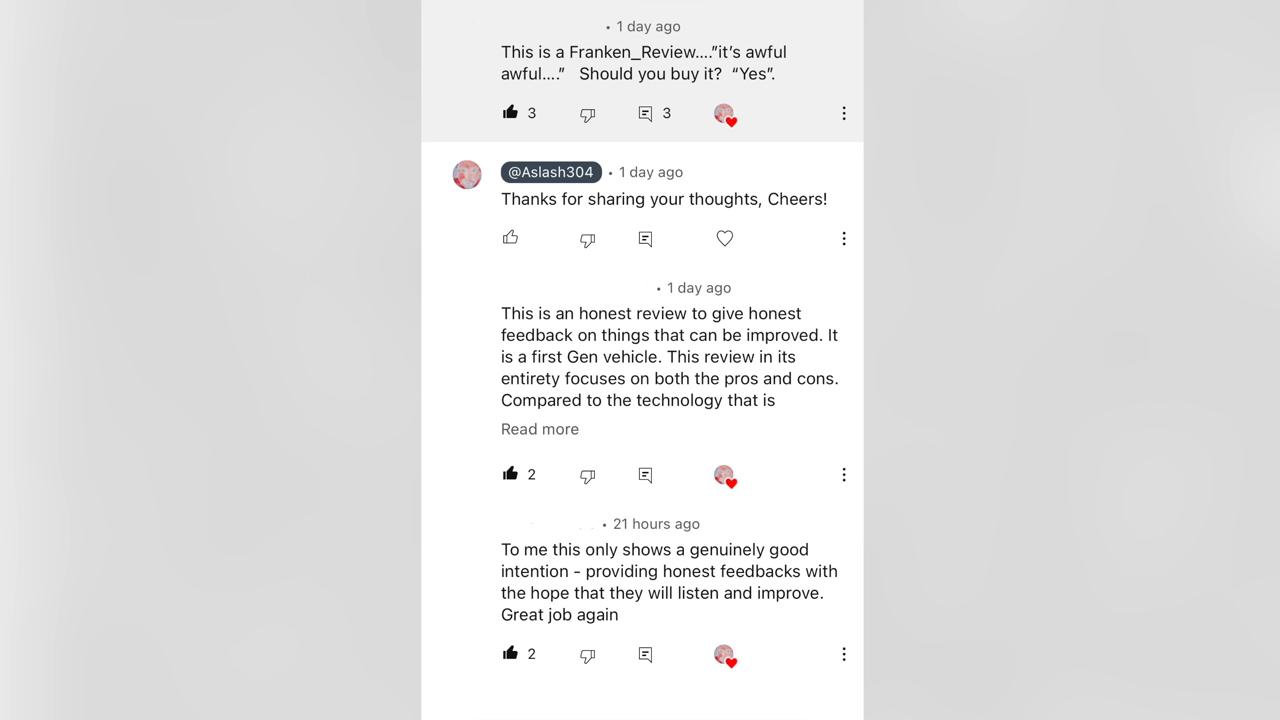 • 1 day ago
This is a Franken_Review...."it's awful
awful...." Should you buy it? “Yes”.
3
3
@Aslash304 • 1 day ago
Thanks for sharing your thoughts, Cheers!
• 1 day ago
This is an honest review to give honest
feedback on things that can be improved. It
is a first Gen vehicle. This review in its
entirety focuses on both the pros and cons.
Compared to the technology that is
Read more
2
• 21 hours ago
To me this only shows a genuinely good
intention - providing honest feedbacks with
the hope that they will listen and improve.
Great job again
2